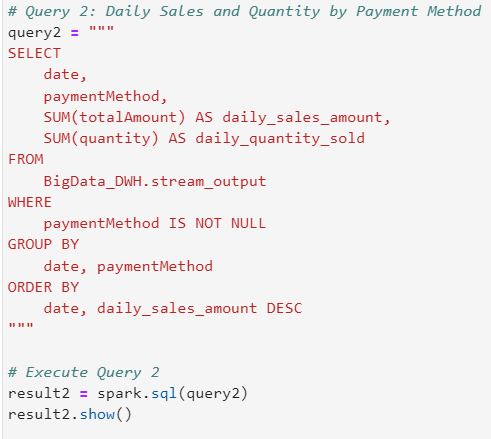 # Query 2: Daily Sales and Quantity by Payment Method
query2 = """
SELECT
    date,
    paymentMethod,
    SUM(totalAmount) AS daily_sales_amount,
    SUM(quantity) AS daily_quantity_sold
FROM
    BigData_DWH.stream_output
WHERE
    paymentMethod IS NOT NULL
GROUP BY
    date, paymentMethod
ORDER BY
    date, daily_sales_amount DESC
"""

# Execute Query 2
result2 = spark.sql(query2)
result2.show()